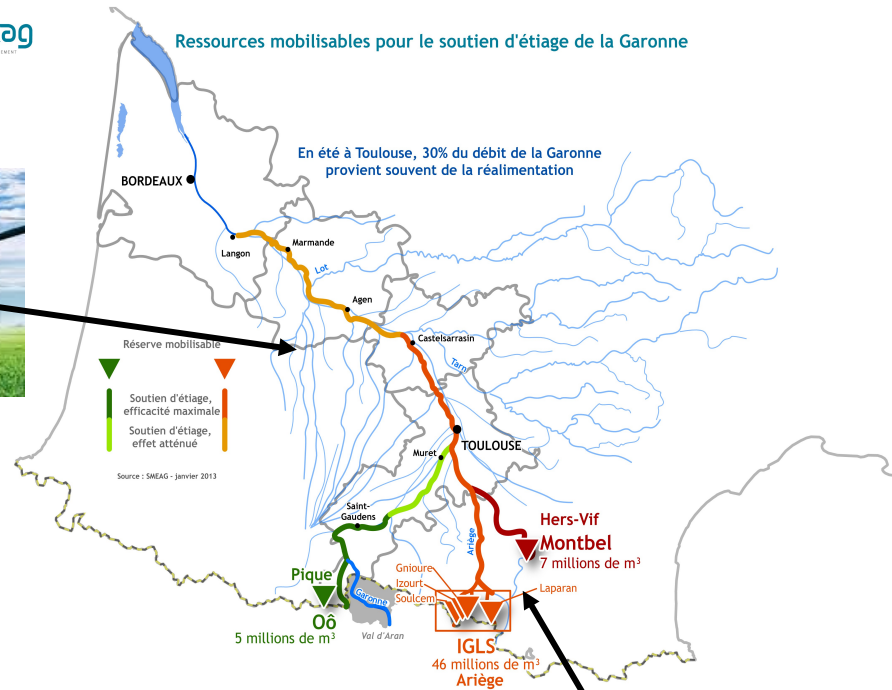 Ressources mobilisables pour le soutien d'étiage de la Garonne
En été à Toulouse, 30% du débit de la Garonne
provient souvent de la réalimentation
BORDEAUX
Langon
Marmande
Lot
Agen
Castelsarrasin
Tarn
Réserve mobilisable
Soutien d'étiage,
efficacité maximale
Soutien d'étiage,
effet atténué
Source : SMEAG - janvier 2013
TOULOUSE
Muret
Saint-
Gaudens
Hers-Vif
Montbel
7 millions de m³
Ariège
Gnioure
Izourt
Soulcem
Laparan
Pique
Garonne
Oô
5 millions de m³
Val d'Aran
IGLS
46 millions de m³
Ariège